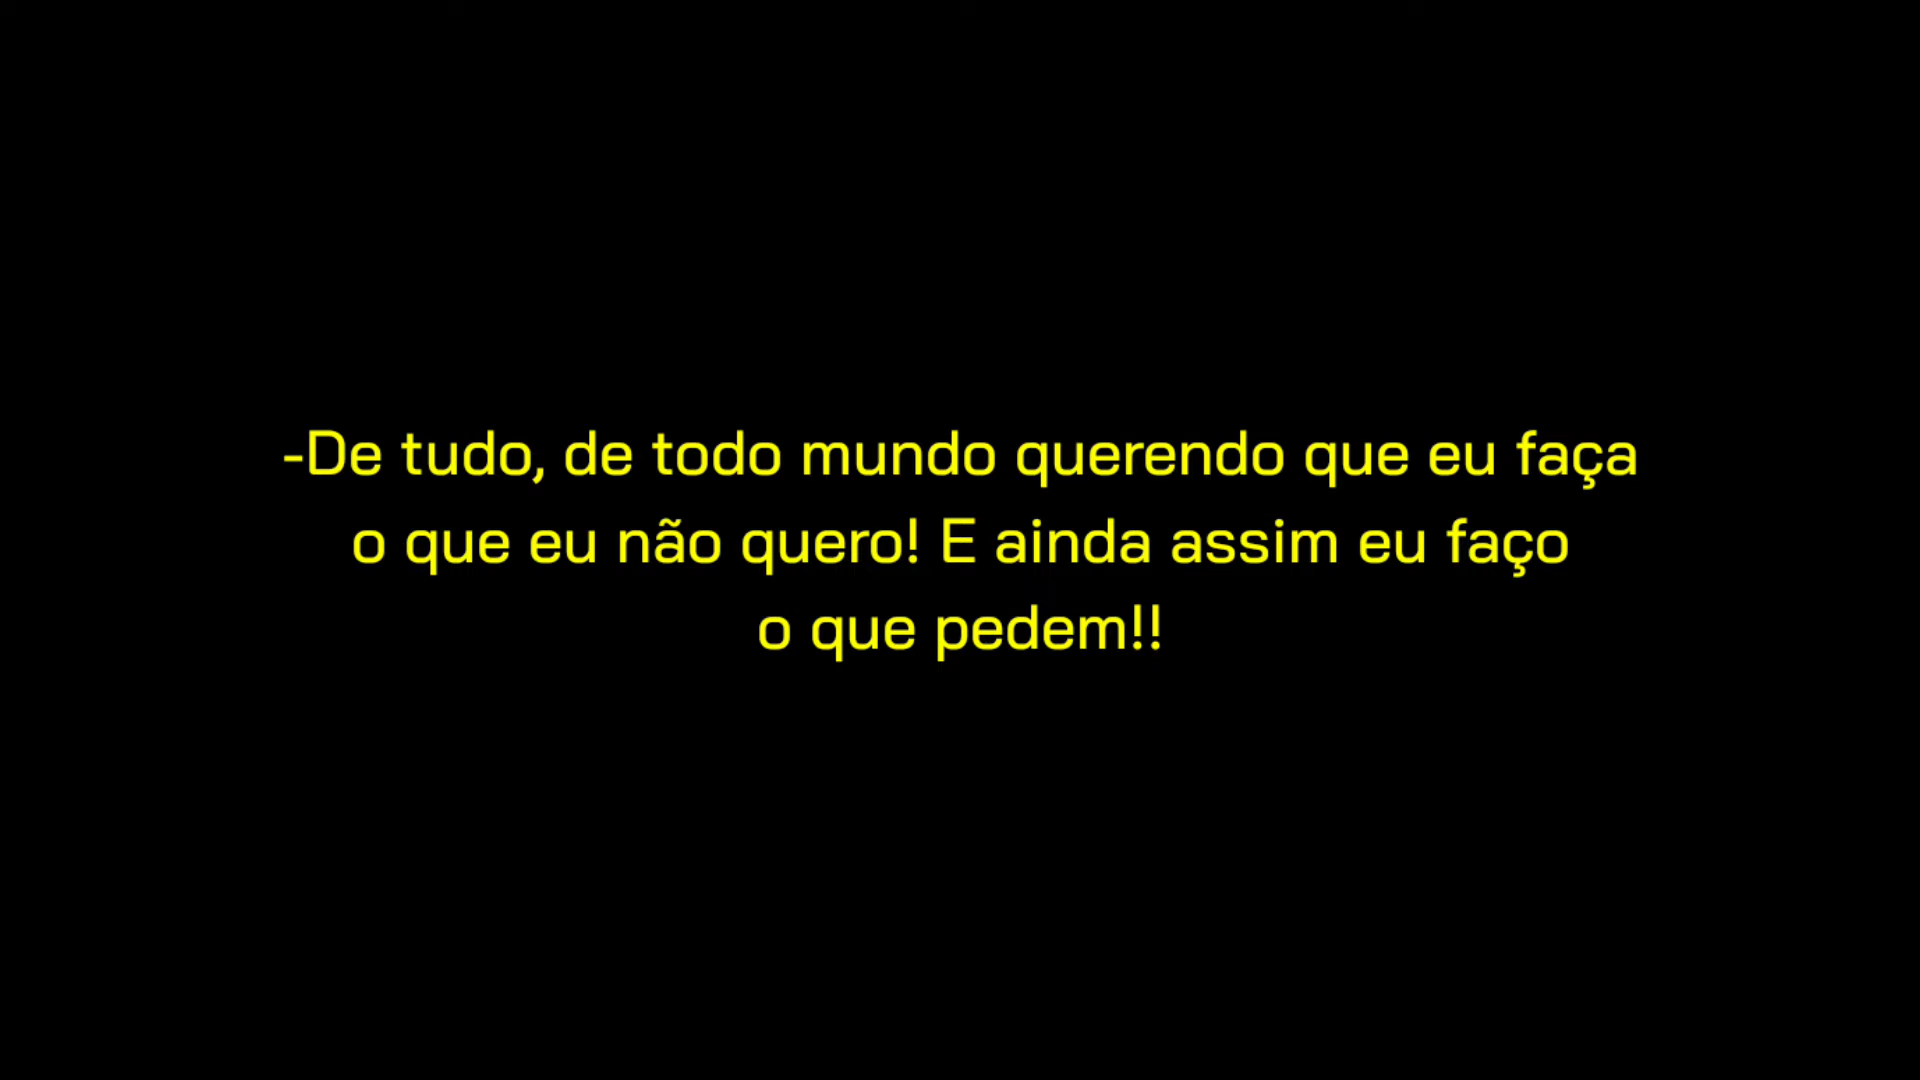 -De tudo, de todo mundo querendo que eu faça
o que eu não quero! E ainda assim eu faço
o que pedem!!